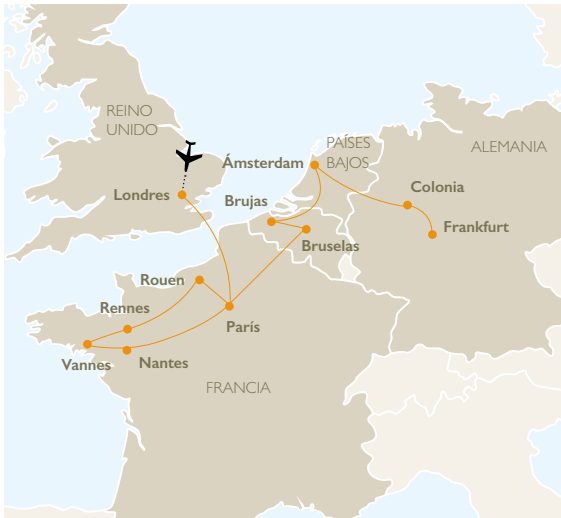 REINO
UNIDO
PAÍSES
BAJOS
ALEMANIA
Ámsterdam
Londres
Colonia
Brujas
Frankfurt
Bruselas
Rouen
Rennes
París
Vannes
Nantes
FRANCIA